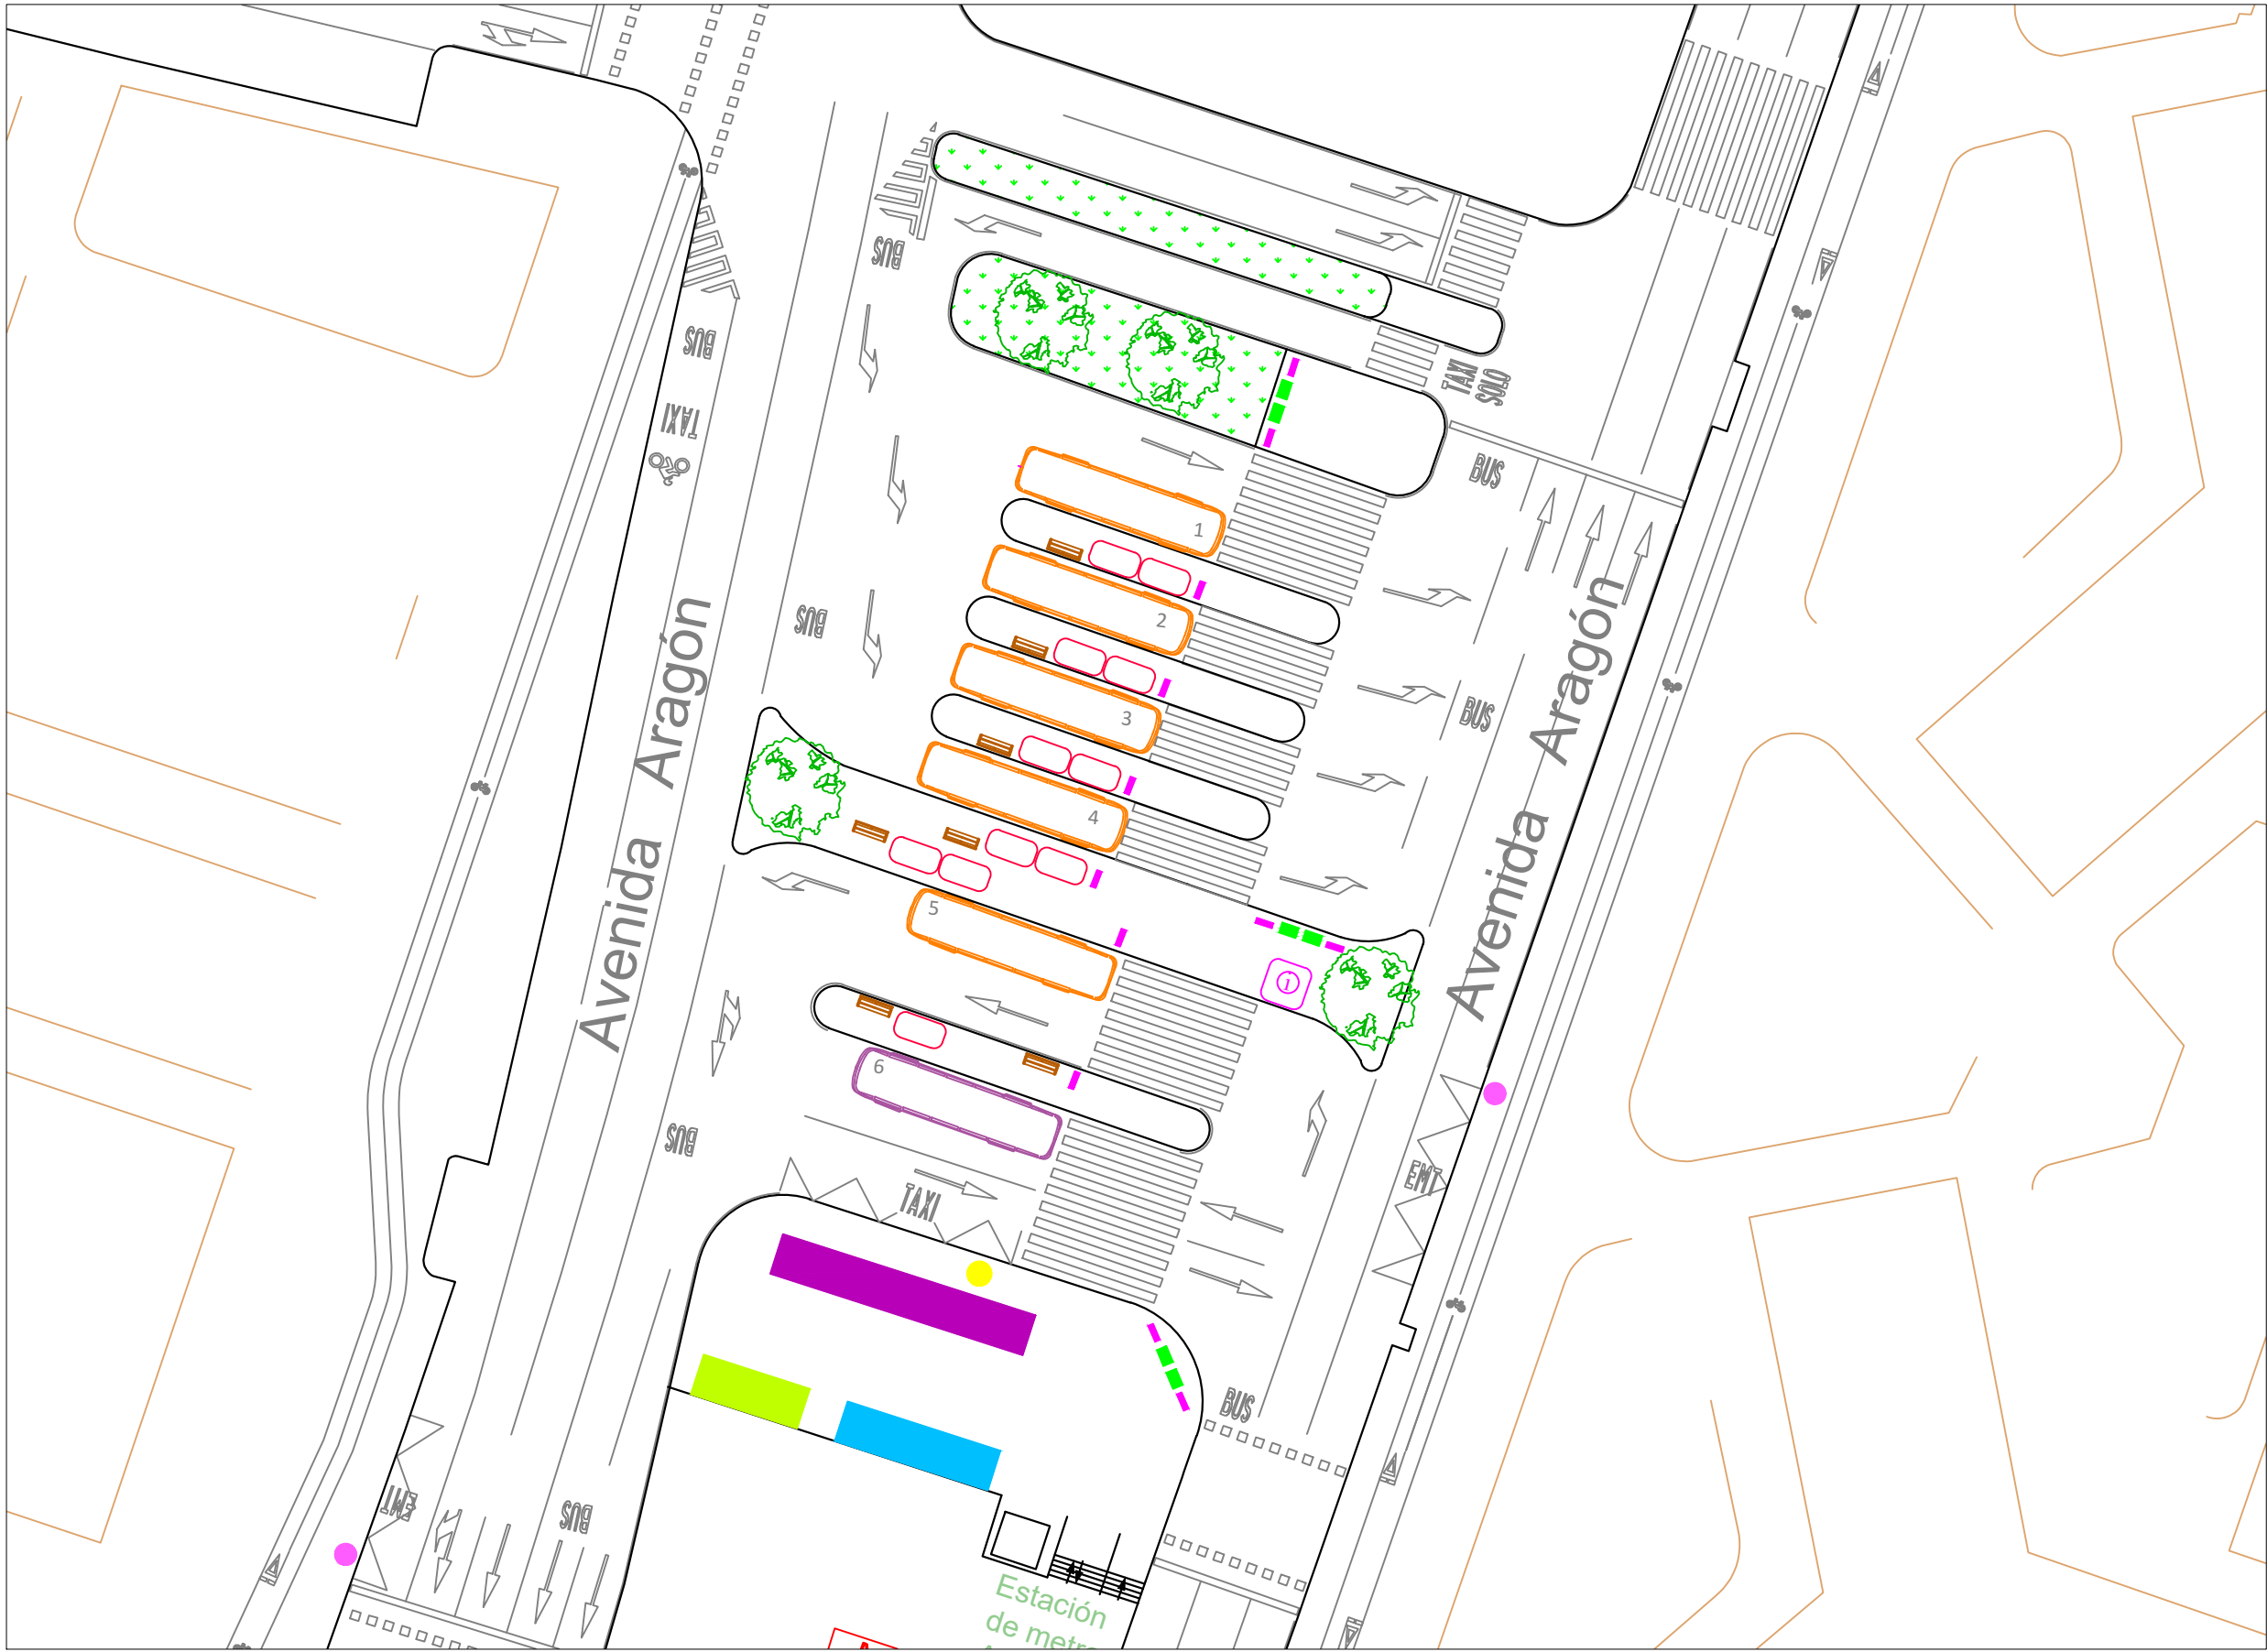 BUS
BUS
TAXI
TAXI
SOLO
BUS
1
2
3
4
5
6
BUS
BUS
Avenida Aragón
Avenida Aragón
i
BUS
EMT
TAXI
BUS
EMT
BUS
Estación
de metro